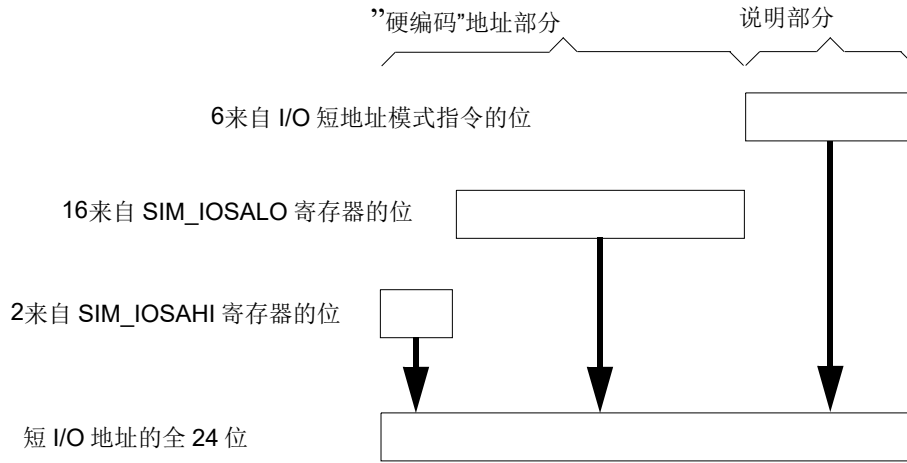 ”硬编码”地址部分
说明部分
6来自 I/O 短地址模式指令的位
16来自 SIM_IOSALO 寄存器的位
2来自 SIM_IOSAHI 寄存器的位
短 I/O 地址的全 24 位